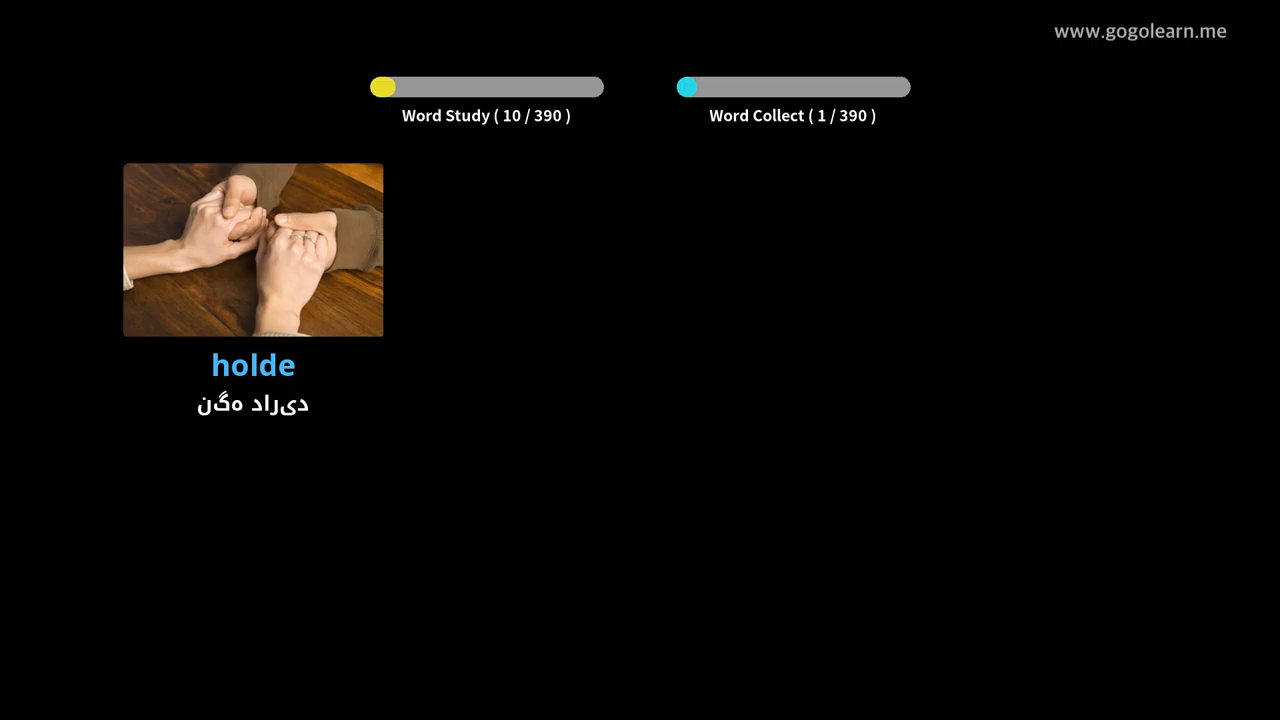 www.gogolearn.me
Word Study ( 10 / 390 )
Word Collect ( 1 / 390 )
holde
دیراد هگن